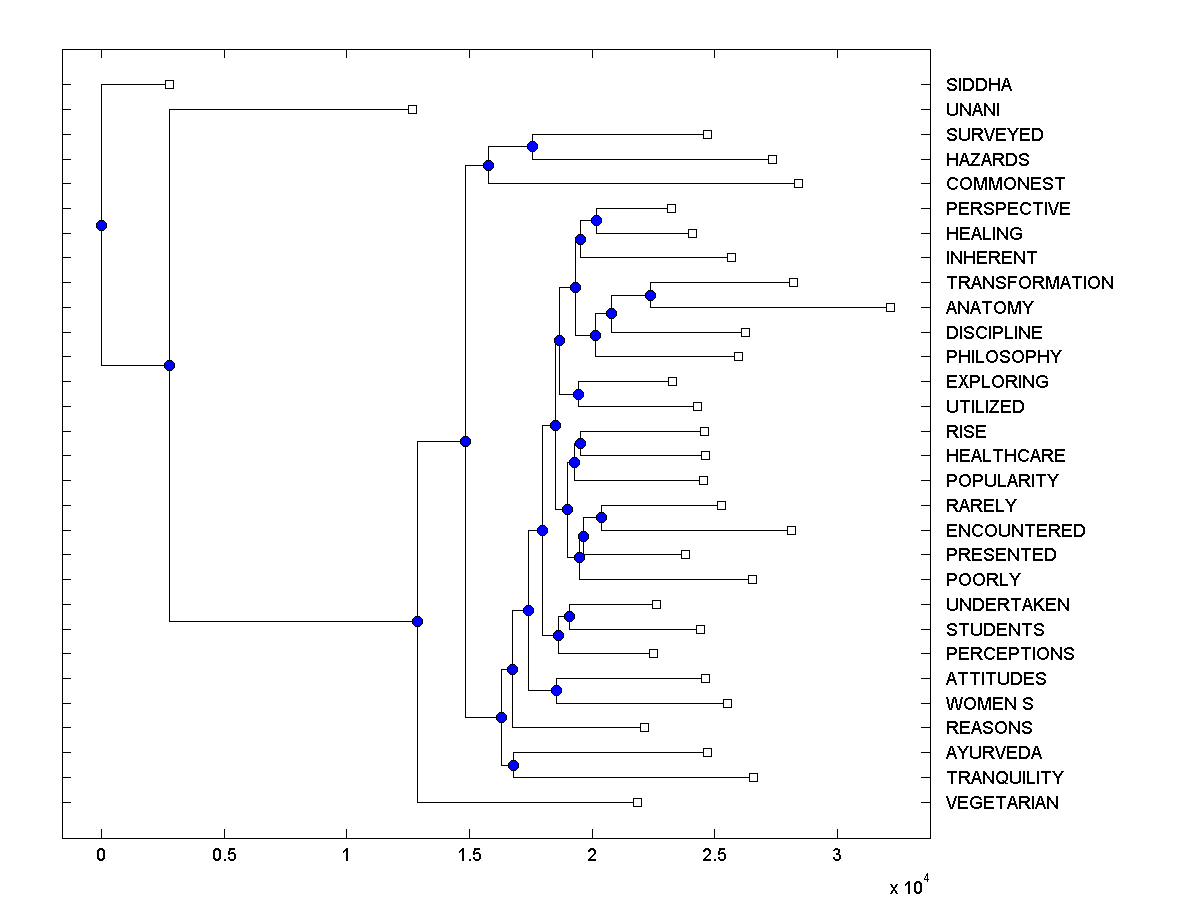 SIDDHA
UNANI
SURVEYED
HAZARDS
COMMONEST
PERSPECTIVE
HEALING
INHERENT
TRANSFORMATION
ANATOMY
DISCIPLINE
PHILOSOPHY
EXPLORING
UTILIZED
RISE
HEALTHCARE
POPULARITY
RARELY
ENCOUNTERED
PRESENTED
POORLY
UNDERTAKEN
STUDENTS
PERCEPTIONS
ATTITUDES
WOMEN S
REASONS
AYURVEDA
TRANQUILITY
VEGETARIAN
0 0.5 1 1.5 2 2.5 3
x 10^4